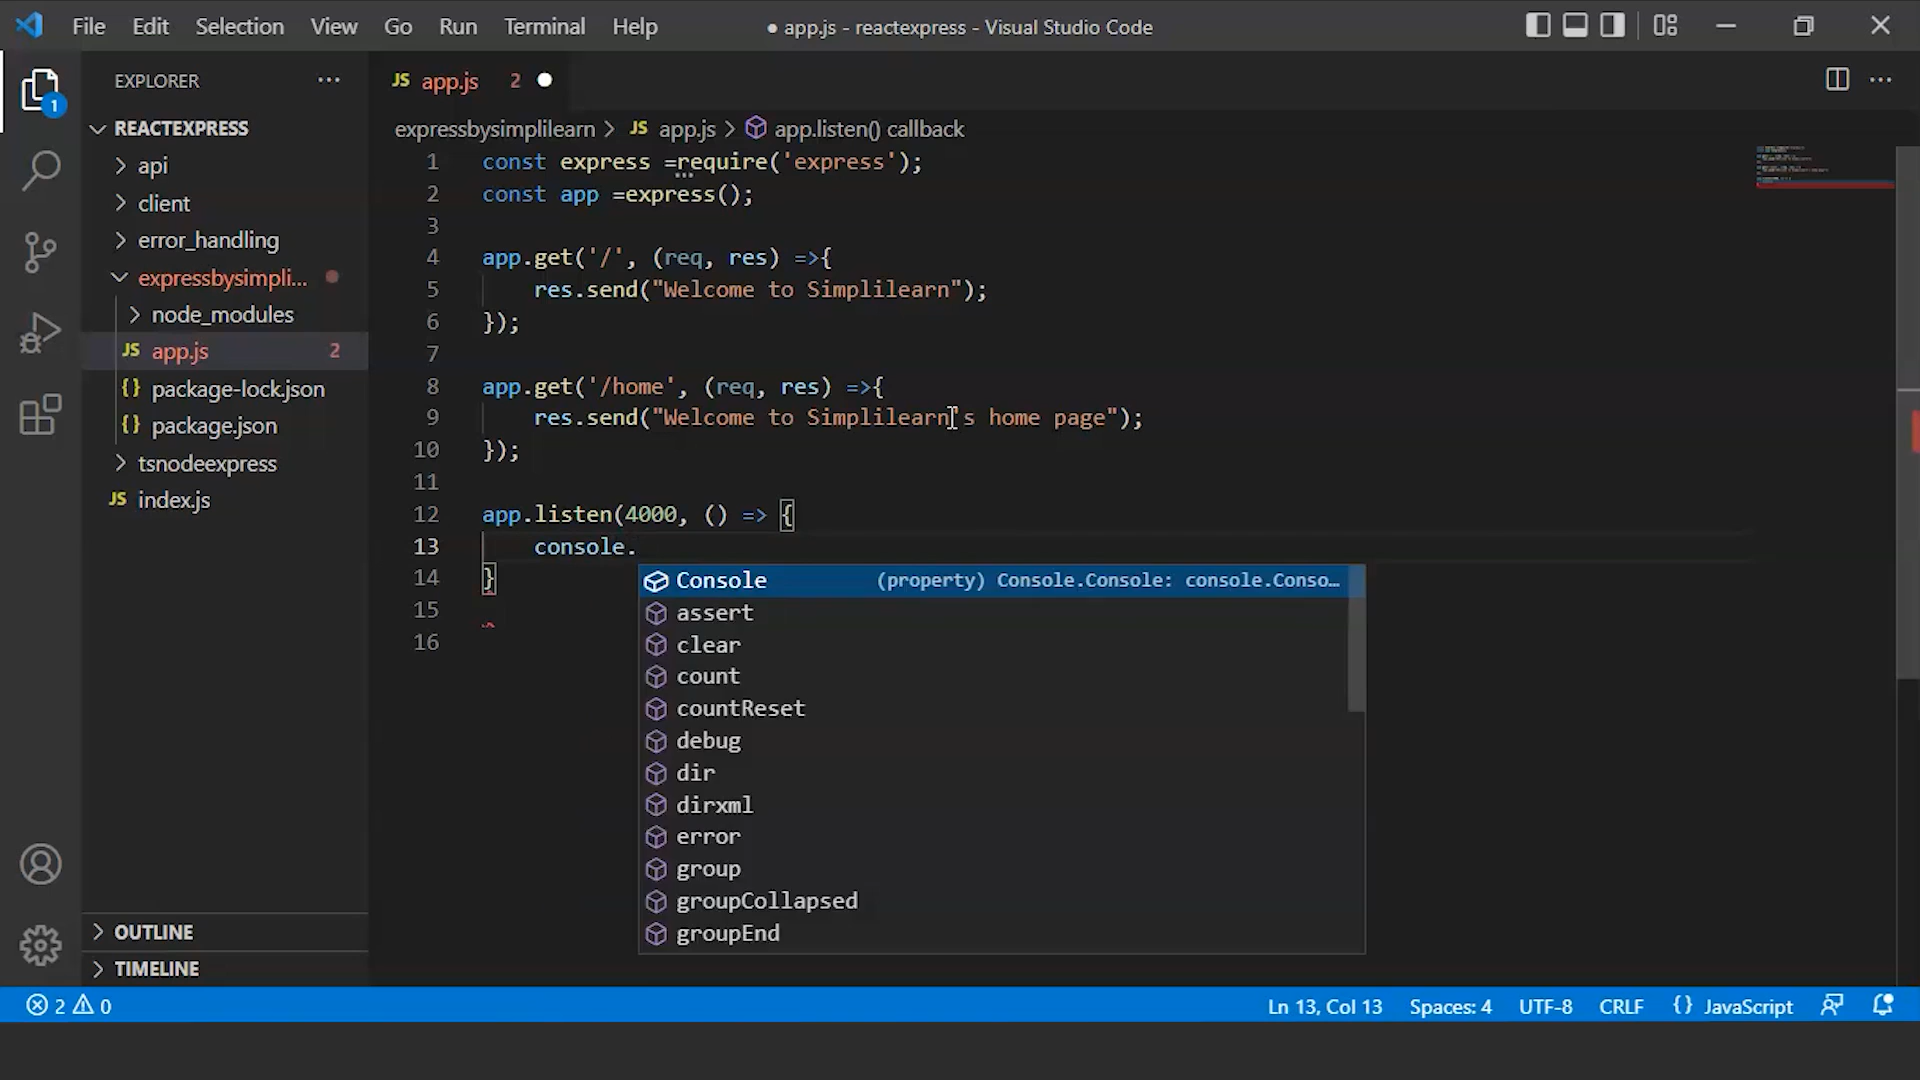 File Edit Selection View Go Run Terminal Help ● app.js - reactexpress - Visual Studio Code
EXPLORER ···
JS app.js 2
1
REACTEXPRESS
api
client
error_handling
expressbysimpli...
node_modules
JS app.js 2
{} package-lock.json
{} package.json
tsnodeexpress
JS index.js
OUTLINE
TIMELINE
expressbysimplilearn > JS app.js > app.listen() callback
1 const express =require('express');
2 const app =express();
3
4 app.get('/', (req, res) =>{
5 res.send("Welcome to Simplilearn");
6 });
7
8 app.get('/home', (req, res) =>{
9 res.send("Welcome to Simplilearn's home page");
10 });
11
12 app.listen(4000, () => {
13 console.
14 }
15
16
Console (property) Console.Console: console.Conso…
assert
clear
count
countReset
debug
dir
dirxml
error
group
groupCollapsed
groupEnd
2 0 Ln 13, Col 13 Spaces: 4 UTF-8 CRLF {} JavaScript